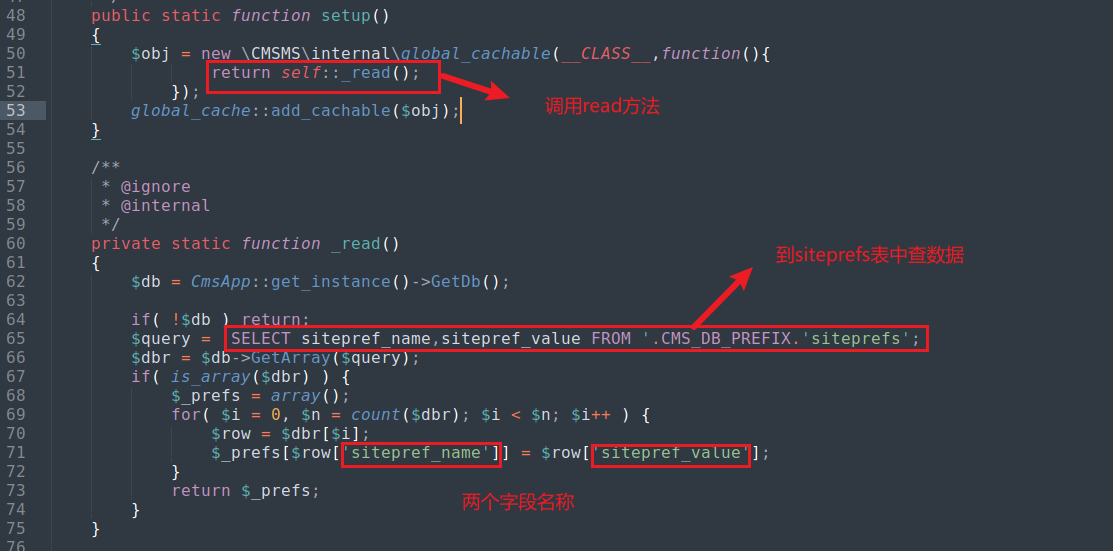 48 public static function setup()
49 {
50 $obj = new \CMSMS\internal\global_cachable(__CLASS__,function(){
51 return self::_read();
52 });
调用read方法
53 global_cache::add_cachable($obj);
54 }
55
56 /**
57 * @ignore
58 * @internal
59 */
60 private static function _read()
到siteprefs表中查数据
61 {
62 $db = CmsApp::get_instance()->GetDb();
63
64 if( !$db ) return;
65 $query = SELECT sitepref_name,sitepref_value FROM '.CMS_DB_PREFIX.'siteprefs';
66 $dbr = $db->GetArray($query);
67 if( is_array($dbr) ) {
68 $_prefs = array();
69 for( $i = 0, $n = count($dbr); $i < $n; $i++ ) {
70 $row = $dbr[$i];
71 $_prefs[$row['sitepref_name']] = $row['sitepref_value'];
72 }
73 return $_prefs;
两个字段名称
74 }
75 }
76